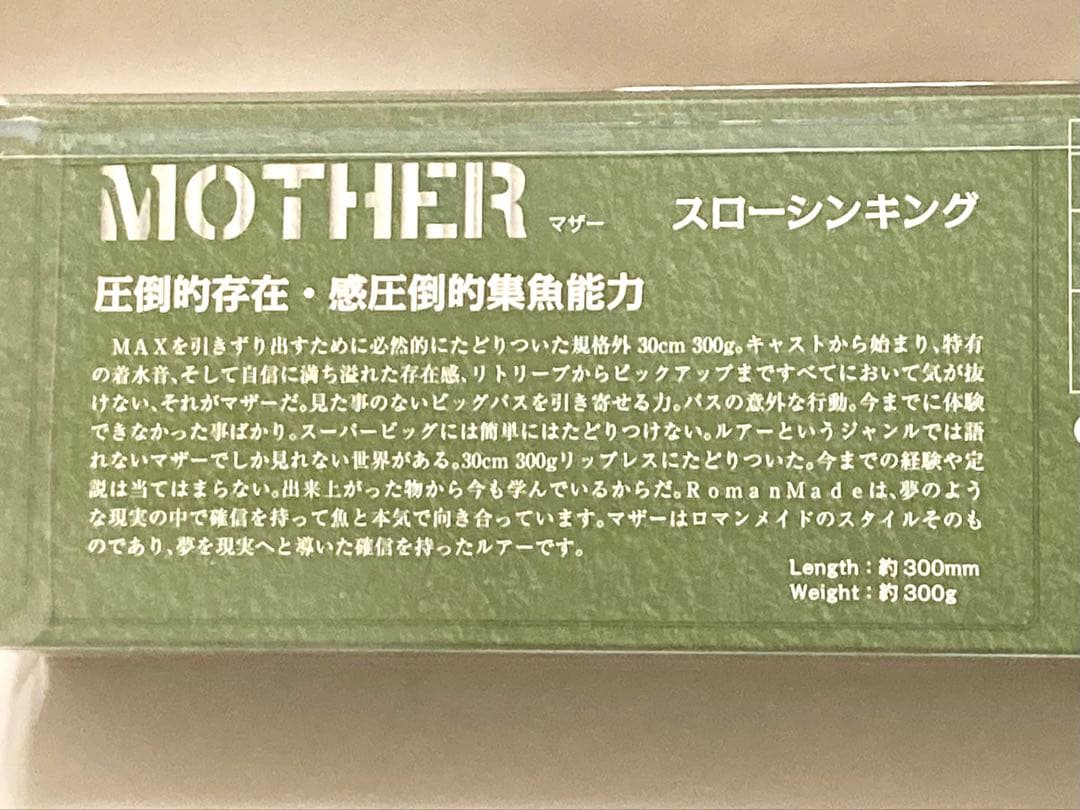 MOTHER マザー スローシンキング
圧倒的存在・感圧倒的集魚能力
MAXを引きずり出すために必然的にたどりついた規格外 30cm 300g。キャストから始まり、特有
の着水音、そして自信に満ち溢れた存在感、リトリーブからピックアップまですべてにおいて気が抜
けない、それがマザーだ。見た事のないビッグバスを引き寄せる力。バスの意外な行動。今までに体験
できなかった事ばかり。スーパービッグには簡単にはたどりつけない。ルアーというジャンルでは語
れないマザーでしか見れない世界がある。30cm 300gリップレスにたどりついた。今までの経験や定
説は当てはまらない。出来上がった物から今も学んでいるからだ。RomanMadeは、夢のよう
な現実の中で確信を持って魚と本気で向き合っています。マザーはロマンメイドのスタイルそのも
のであり、夢を現実へと導いた確信を持ったルアーです。
Length：約300mm
Weight：約300g